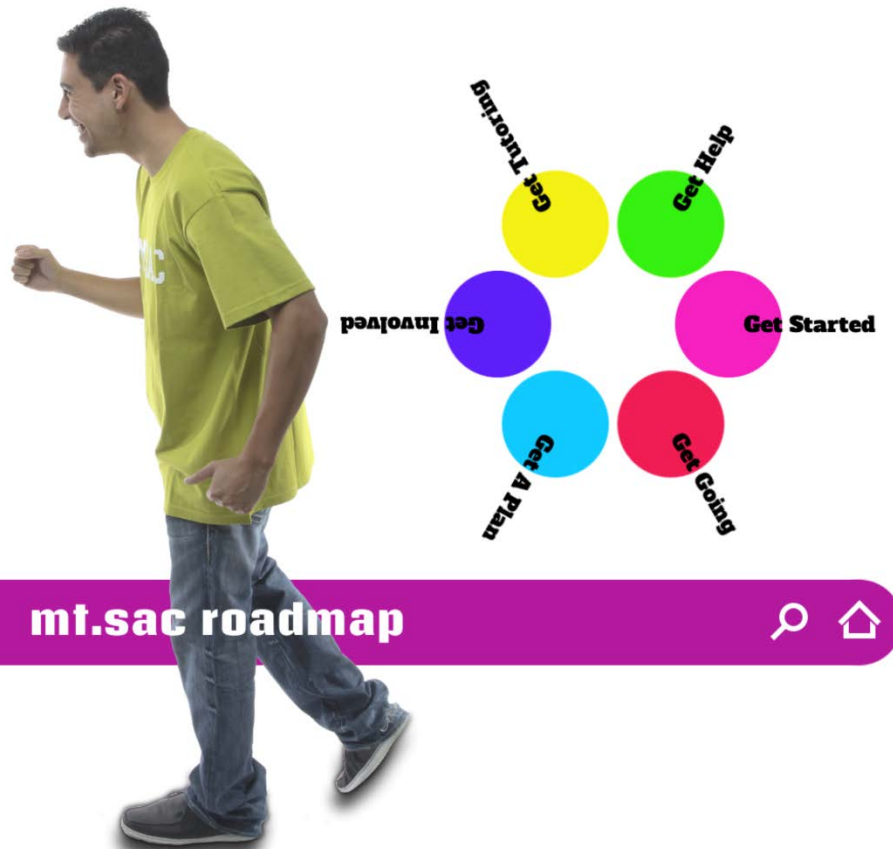 Get Tutoring
Get Help
Get Involved
Get Started
Get A Plan
Get Going
mt.sac roadmap